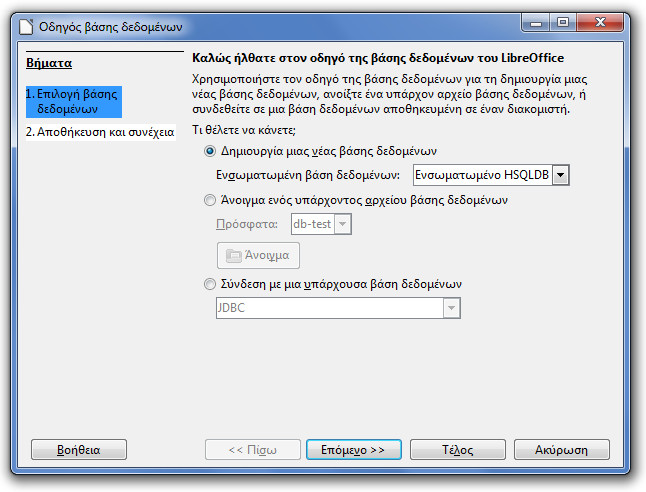 Οδηγός βάσης δεδομένων
Βήματα
1. Επιλογή βάσης
δεδομένων
2. Αποθήκευση και συνέχεια
Καλώς ήλθατε στον οδηγό της βάσης δεδομένων του LibreOffice
Χρησιμοποιήστε τον οδηγό της βάσης δεδομένων για τη δημιουργία μιας
νέας βάσης δεδομένων, ανοίξτε ένα υπάρχον αρχείο βάσης δεδομένων, ή
συνδεθείτε σε μια βάση δεδομένων αποθηκευμένη σε έναν διακομιστή.
Τι θέλετε να κάνετε;
Δημιουργία μιας νέας βάσης δεδομένων
Ενσωματωμένη βάση δεδομένων: Ενσωματωμένο HSQLDB
Άνοιγμα ενός υπάρχοντος αρχείου βάσης δεδομένων
Πρόσφατα: db-test
Άνοιγμα
Σύνδεση με μια υπάρχουσα βάση δεδομένων
JDBC
Βοήθεια << Πίσω Επόμενο >> Τέλος Ακύρωση